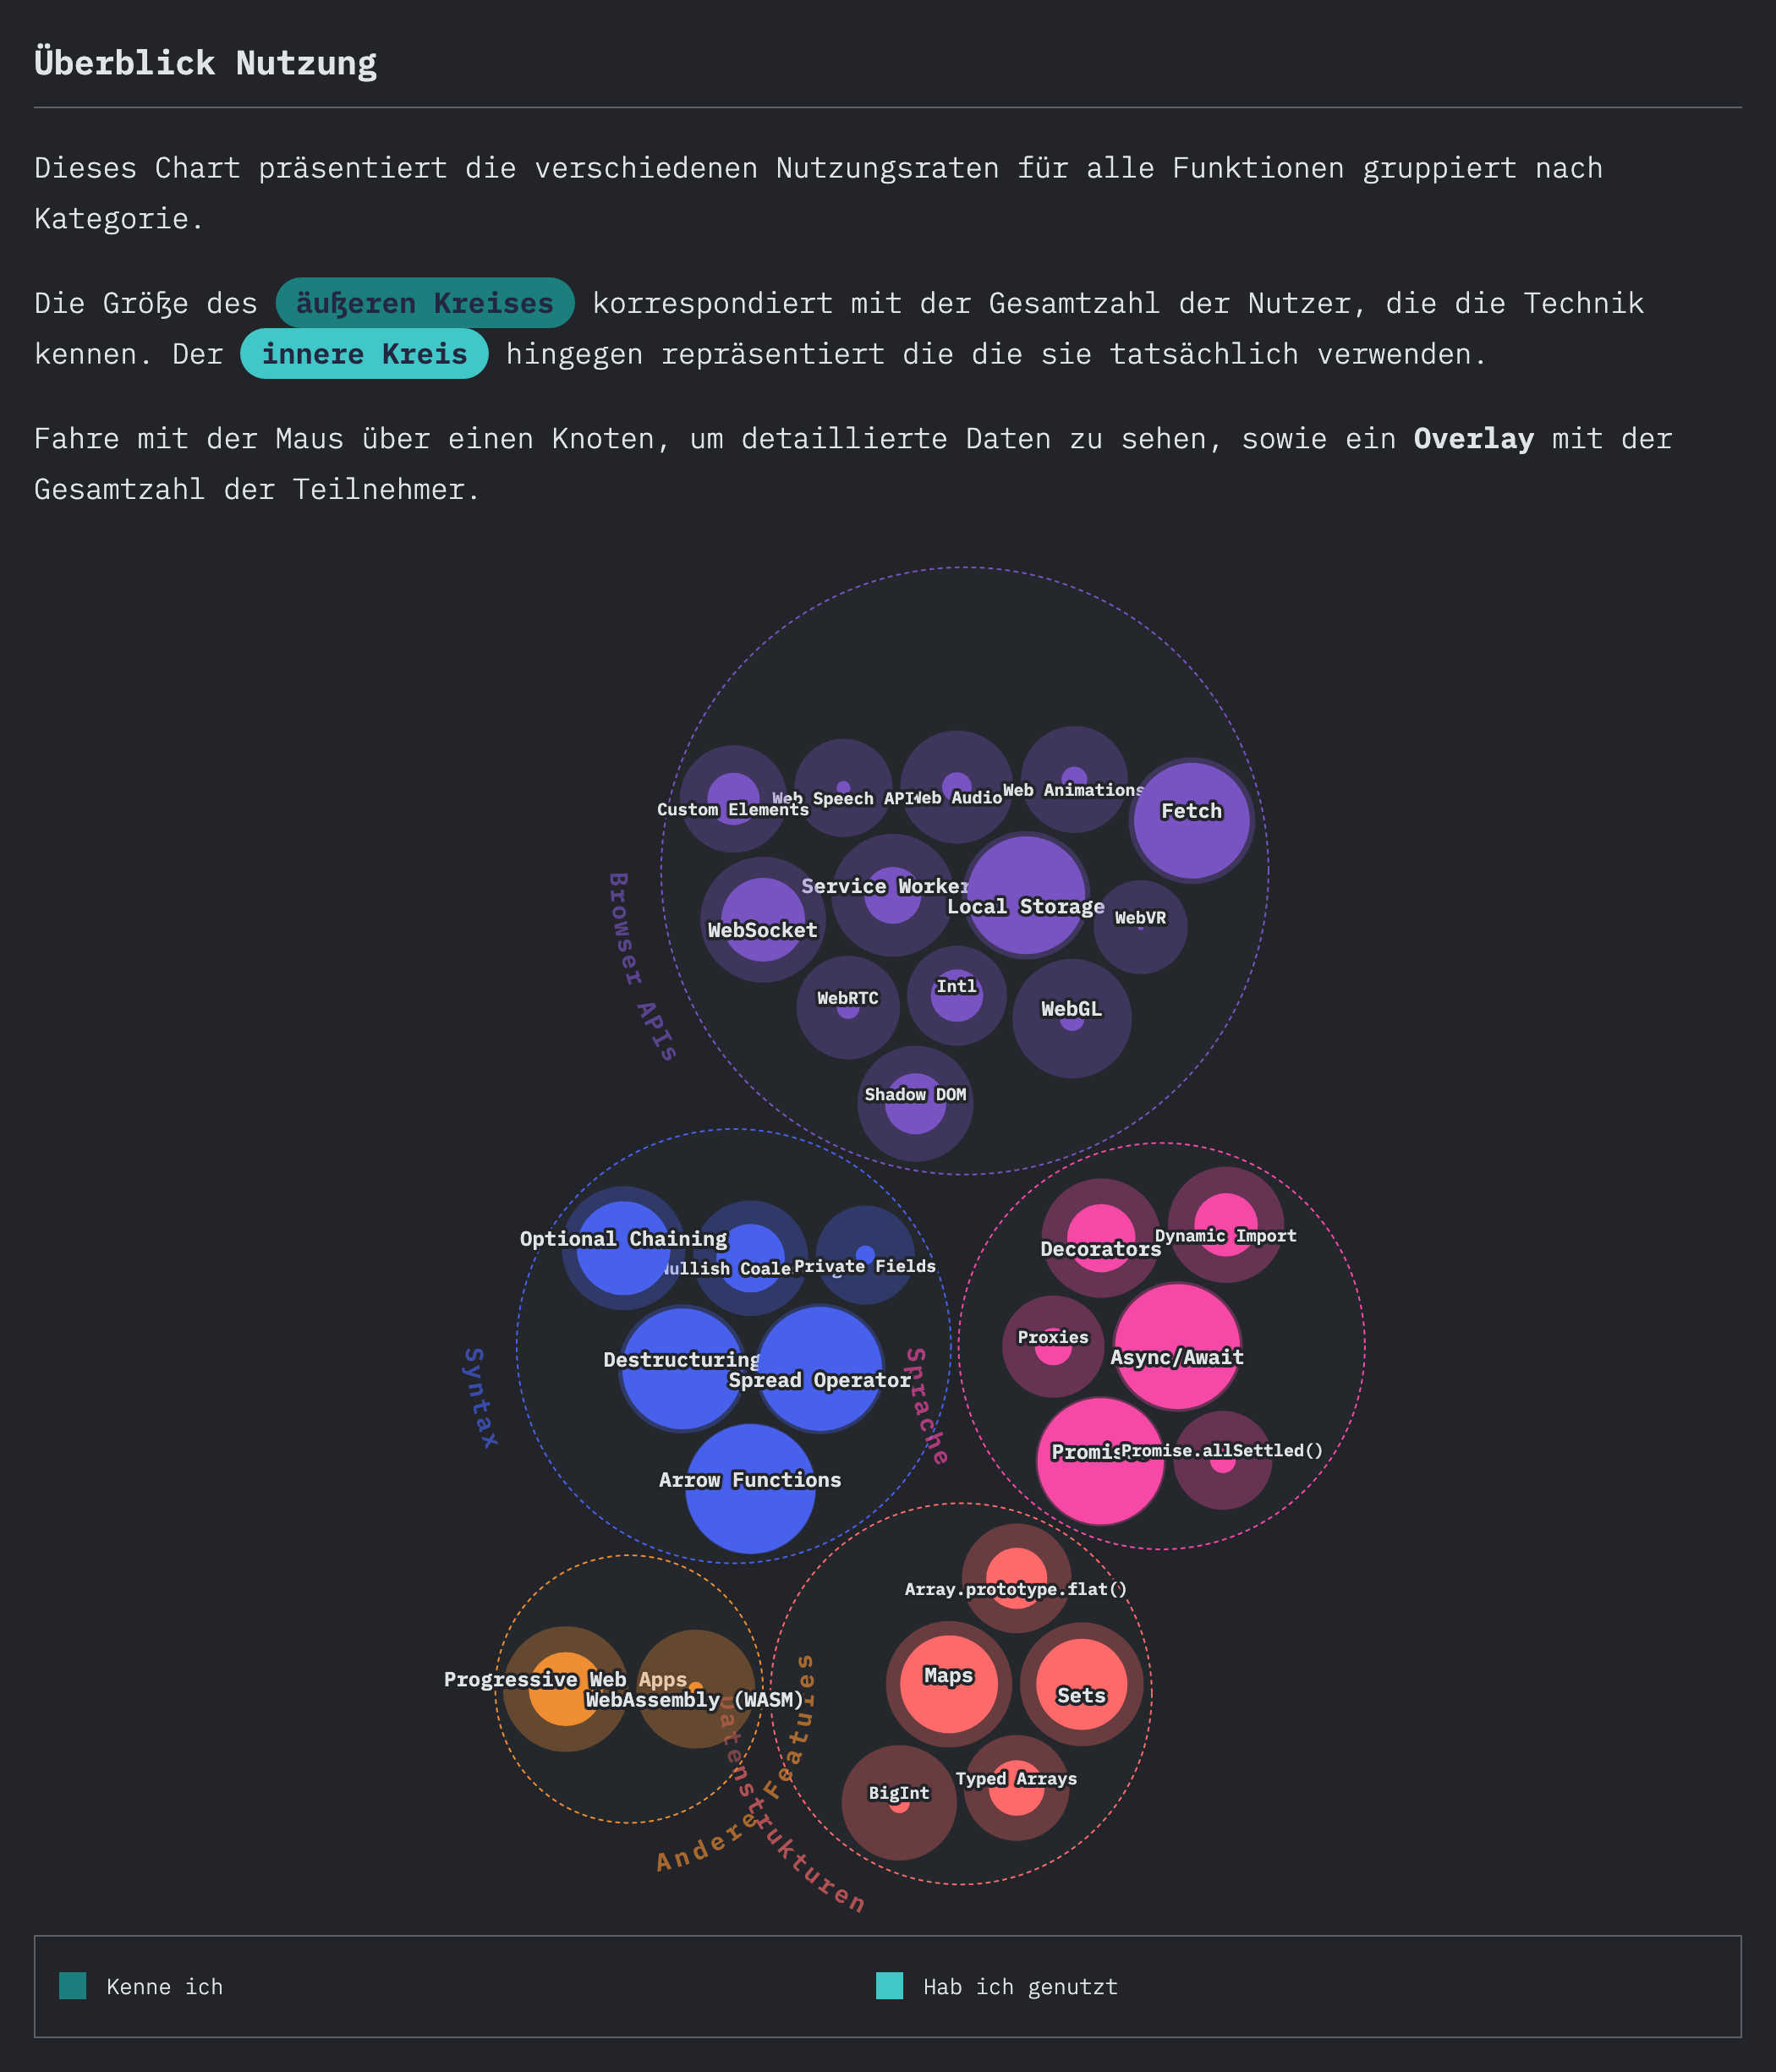 Überblick Nutzung
Dieses Chart präsentiert die verschiedenen Nutzungsraten für alle Funktionen gruppiert nach
Kategorie.
Die Größe des äußeren Kreises korrespondiert mit der Gesamtzahl der Nutzer, die die Technik
kennen. Der innere Kreis hingegen repräsentiert die die sie tatsächlich verwenden.
Fahre mit der Maus über einen Knoten, um detaillierte Daten zu sehen, sowie ein Overlay mit der
Gesamtzahl der Teilnehmer.
Browser APIs
Custom Elements
Web Speech API
Web Audio
Web Animations
Fetch
WebSocket
Service Worker
Local Storage
WebVR
WebRTC
Intl
WebGL
Shadow DOM
Syntax
Optional Chaining
Nullish
Private Fields
Destructuring
Spread Operator
Arrow Functions
Sprache
Decorators
Dynamic Import
Proxies
Async/Await
Promise.allSettled()
Andere Features
Progressive Web Apps
WebAssembly (WASM)
Datenstrukturen
Array.prototype.flat()
Maps
Sets
BigInt
Typed Arrays
Kenne ich
Hab ich genutzt